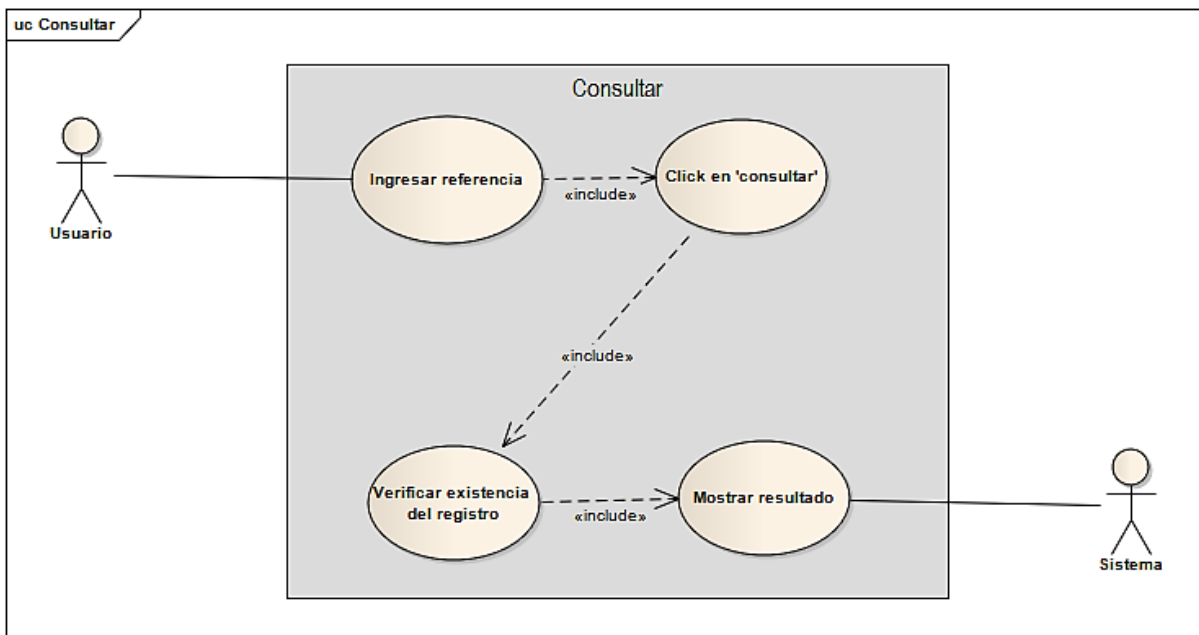 uc Consultar
Consultar
Ingresar referencia
«include»
Click en 'consultar'
Usuario
«include»
Verificar existencia
del registro
«include»
Mostrar resultado
Sistema